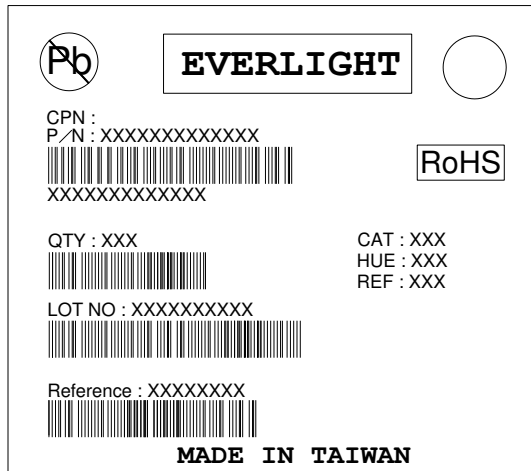 Pb
EVERLIGHT
CPN :
P/N : XXXXXXXXXXXXX
XXXXXXXXXXXXX
RoHS
QTY : XXX
CAT : XXX
HUE : XXX
REF : XXX
LOT NO : XXXXXXXXXX
Reference : XXXXXXXX
MADE IN TAIWAN